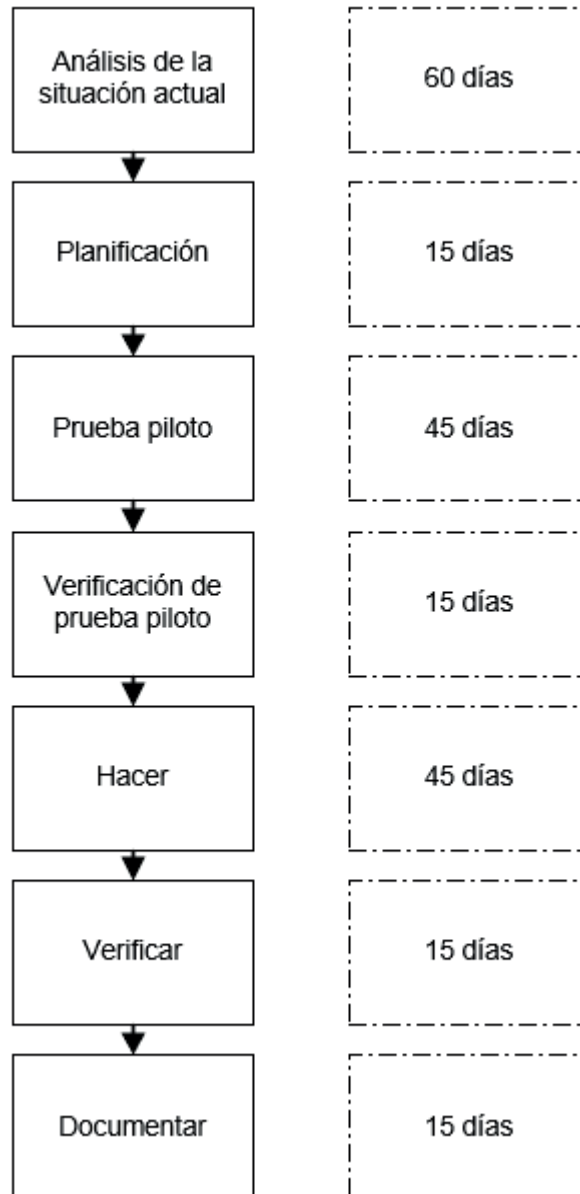 Análisis de la
situación actual
60 días
Planificación
15 días
Prueba piloto
45 días
Verificación de
prueba piloto
15 días
Hacer
45 días
Verificar
15 días
Documentar
15 días